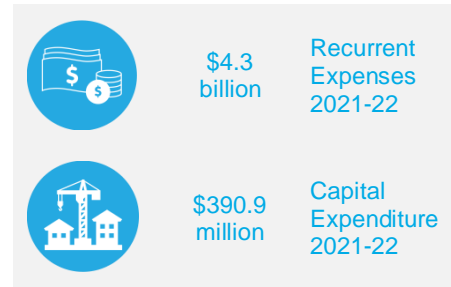 $4.3
billion
Recurrent
Expenses
2021-22
$390.9
million
Capital
Expenditure
2021-22